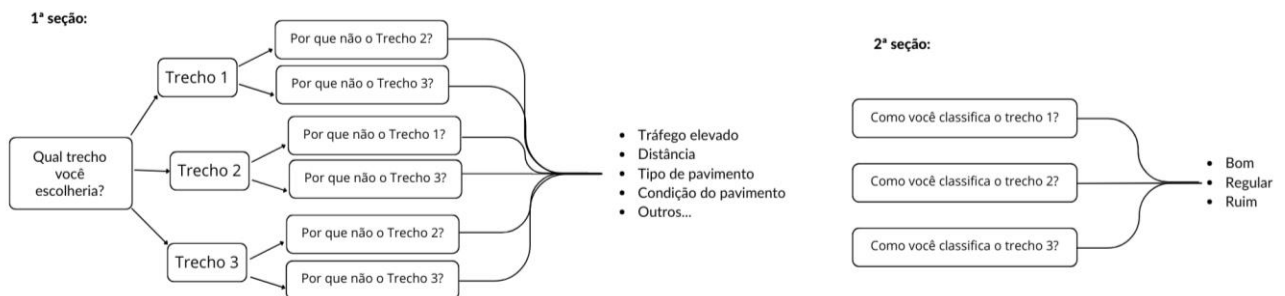 1ª seção:
Qual trecho
você
escolheria?
Trecho 1
Por que não o Trecho 2?
Por que não o Trecho 3?
Trecho 2
Por que não o Trecho 1?
Por que não o Trecho 3?
Trecho 3
Por que não o Trecho 2?
Por que não o Trecho 3?
• Tráfego elevado
• Distância
• Tipo de pavimento
• Condição do pavimento
• Outros...
2ª seção:
Como você classifica o trecho 1?
Como você classifica o trecho 2?
Como você classifica o trecho 3?
• Bom
• Regular
• Ruim